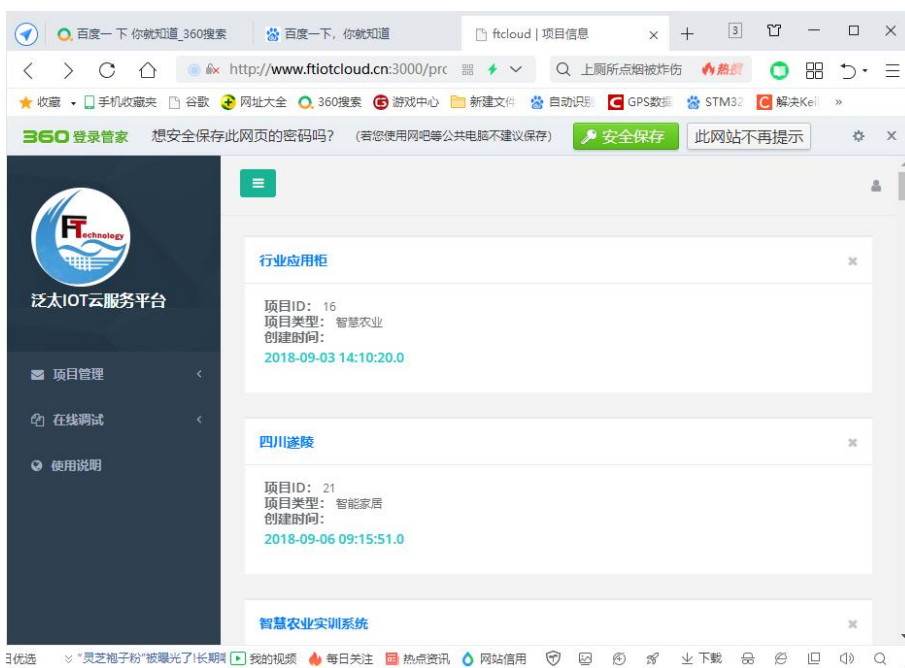 百度一下 你就知道_360搜索
百度一下，你就知道
ftcloud | 项目信息
3
http://www.ftiotcloud.cn:3000/prc
上厕所点烟被炸伤
热搜
收藏
手机收藏夹
谷歌
网址大全
360搜索
游戏中心
新建文件
自动识别
GPS数据
STM32
解决Keil
»
360 登录管家
想安全保存此网页的密码吗？
(若您使用网吧等公共电脑不建议保存)
安全保存
此网站不再提示
FTechnology
泛太IOT云服务平台
项目管理
在线调试
使用说明
行业应用柜
项目ID： 16
项目类型： 智慧农业
创建时间：
2018-09-03 14:10:20.0
四川遂陵
项目ID： 21
项目类型： 智能家居
创建时间：
2018-09-06 09:15:51.0
智慧农业实训系统
日优选
"灵芝孢子粉"被曝光了!长期
我的视频
每日关注
热点资讯
网站信用
下载